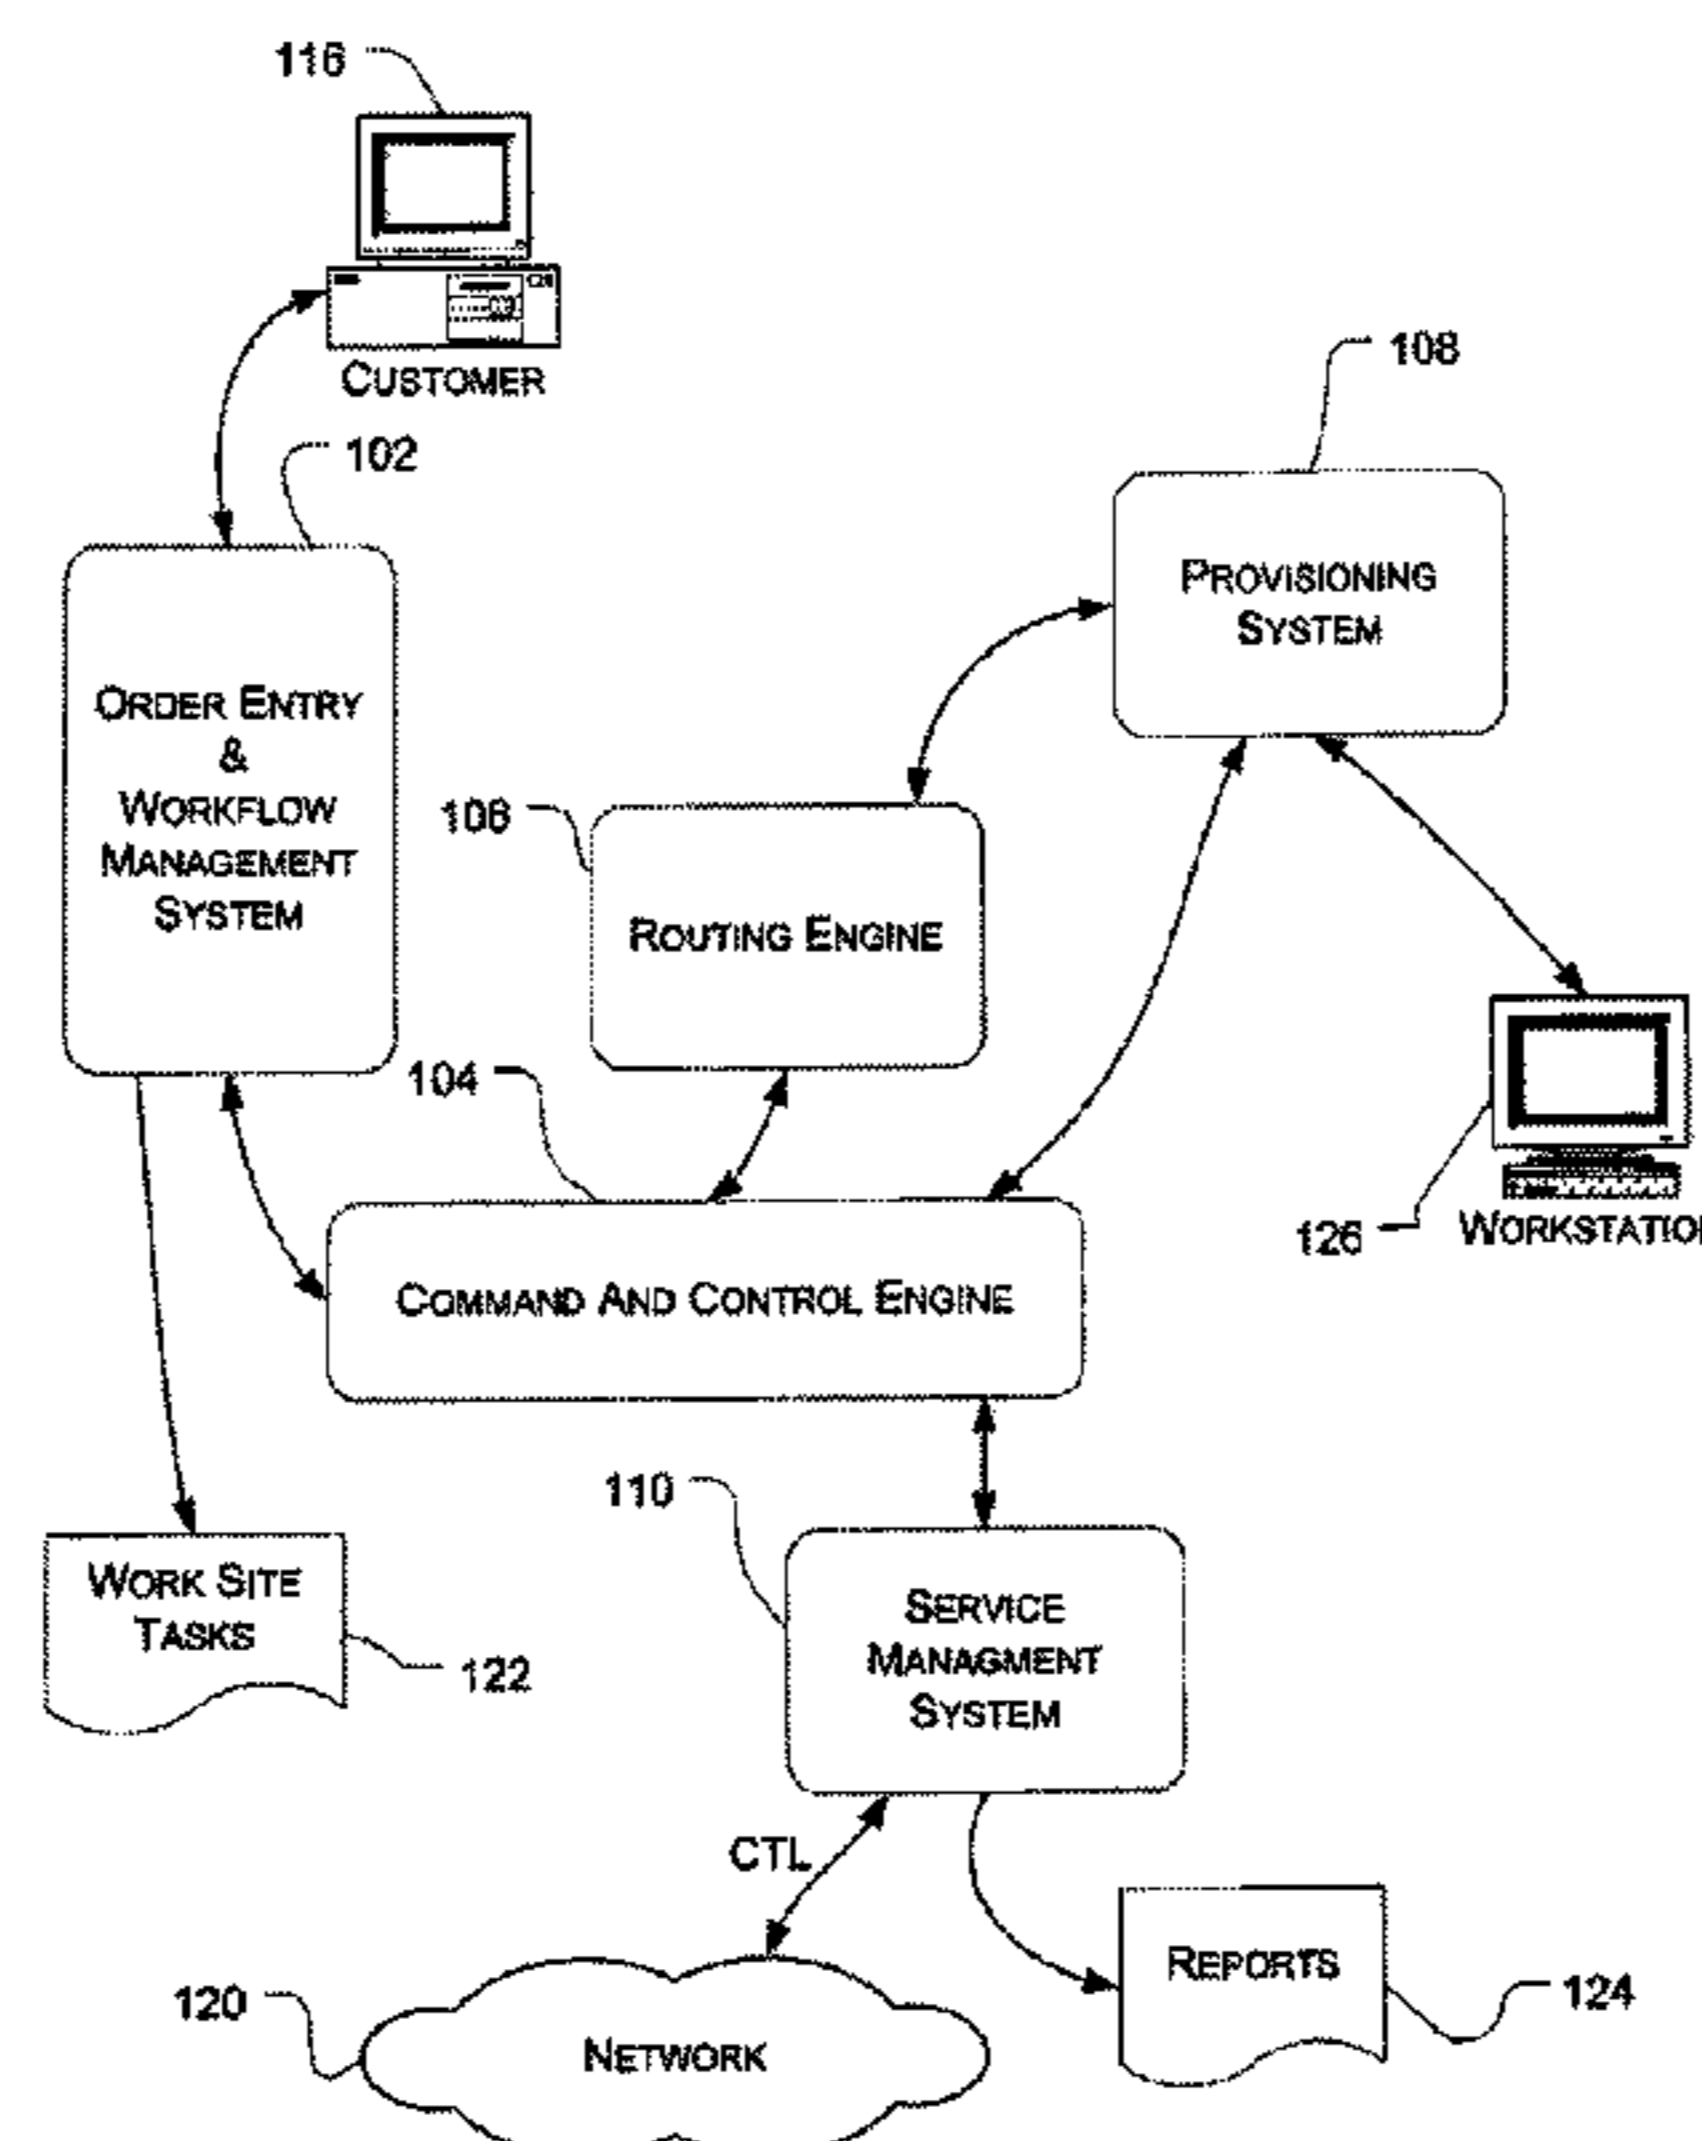 116
CUSTOMER
108
102
PROVISIONING
SYSTEM
ORDER ENTRY
&
WORKFLOW
MANAGEMENT
SYSTEM
106
ROUTING ENGINE
104
126
WORKSTATION
COMMAND AND CONTROL ENGINE
110
WORK SITE
TASKS
122
SERVICE
MANAGMENT
SYSTEM
CTL
REPORTS
124
120
NETWORK